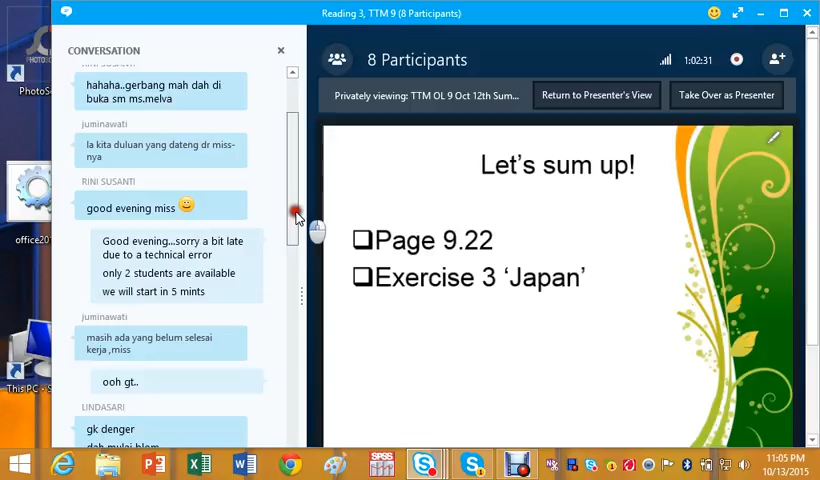 Reading 3, TTM 9 (8 Participants)
CONVERSATION
8 Participants
1:02:31
Privately viewing: TTM OL 9 Oct 12th Sum...
Return to Presenter's View
Take Over as Presenter
hahaha..gerbang mah dah di
buka sm ms.melva
juminawati
la kita duluan yang dateng dr miss-
nya
RINI SUSANTI
good evening miss
Good evening...sorry a bit late
due to a technical error
only 2 students are available
we will start in 5 mints
juminawati
masih ada yang belum selesai
kerja ,miss
ooh gt..
LINDASARI
gk denger
Let's sum up!
Page 9.22
Exercise 3 'Japan'
PhotoSc
office20
This PC - S
SPSS
11:05 PM
10/13/2015